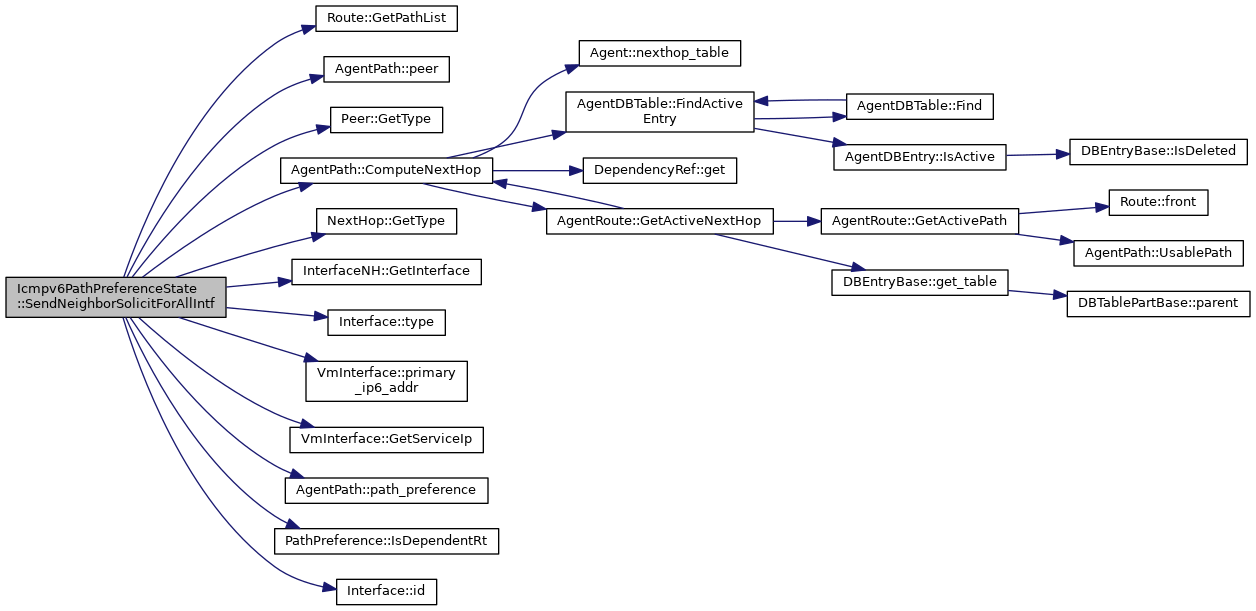 Icmpv6PathPreferenceState
::SendNeighborSolicitForAllIntf
Route::GetPathList
AgentPath::peer
Peer::GetType
AgentPath::ComputeNextHop
NextHop::GetType
InterfaceNH::GetInterface
Interface::type
VmInterface::primary
_ip6_addr
VmInterface::GetServiceIp
AgentPath::path_preference
PathPreference::IsDependentRt
Interface::id
Agent::nexthop_table
AgentDBTable::FindActive
Entry
DependencyRef::get
AgentRoute::GetActiveNextHop
AgentDBTable::Find
AgentDBEntry::IsActive
AgentRoute::GetActivePath
DBEntryBase::get_table
DBEntryBase::IsDeleted
Route::front
AgentPath::UsablePath
DBTablePartBase::parent